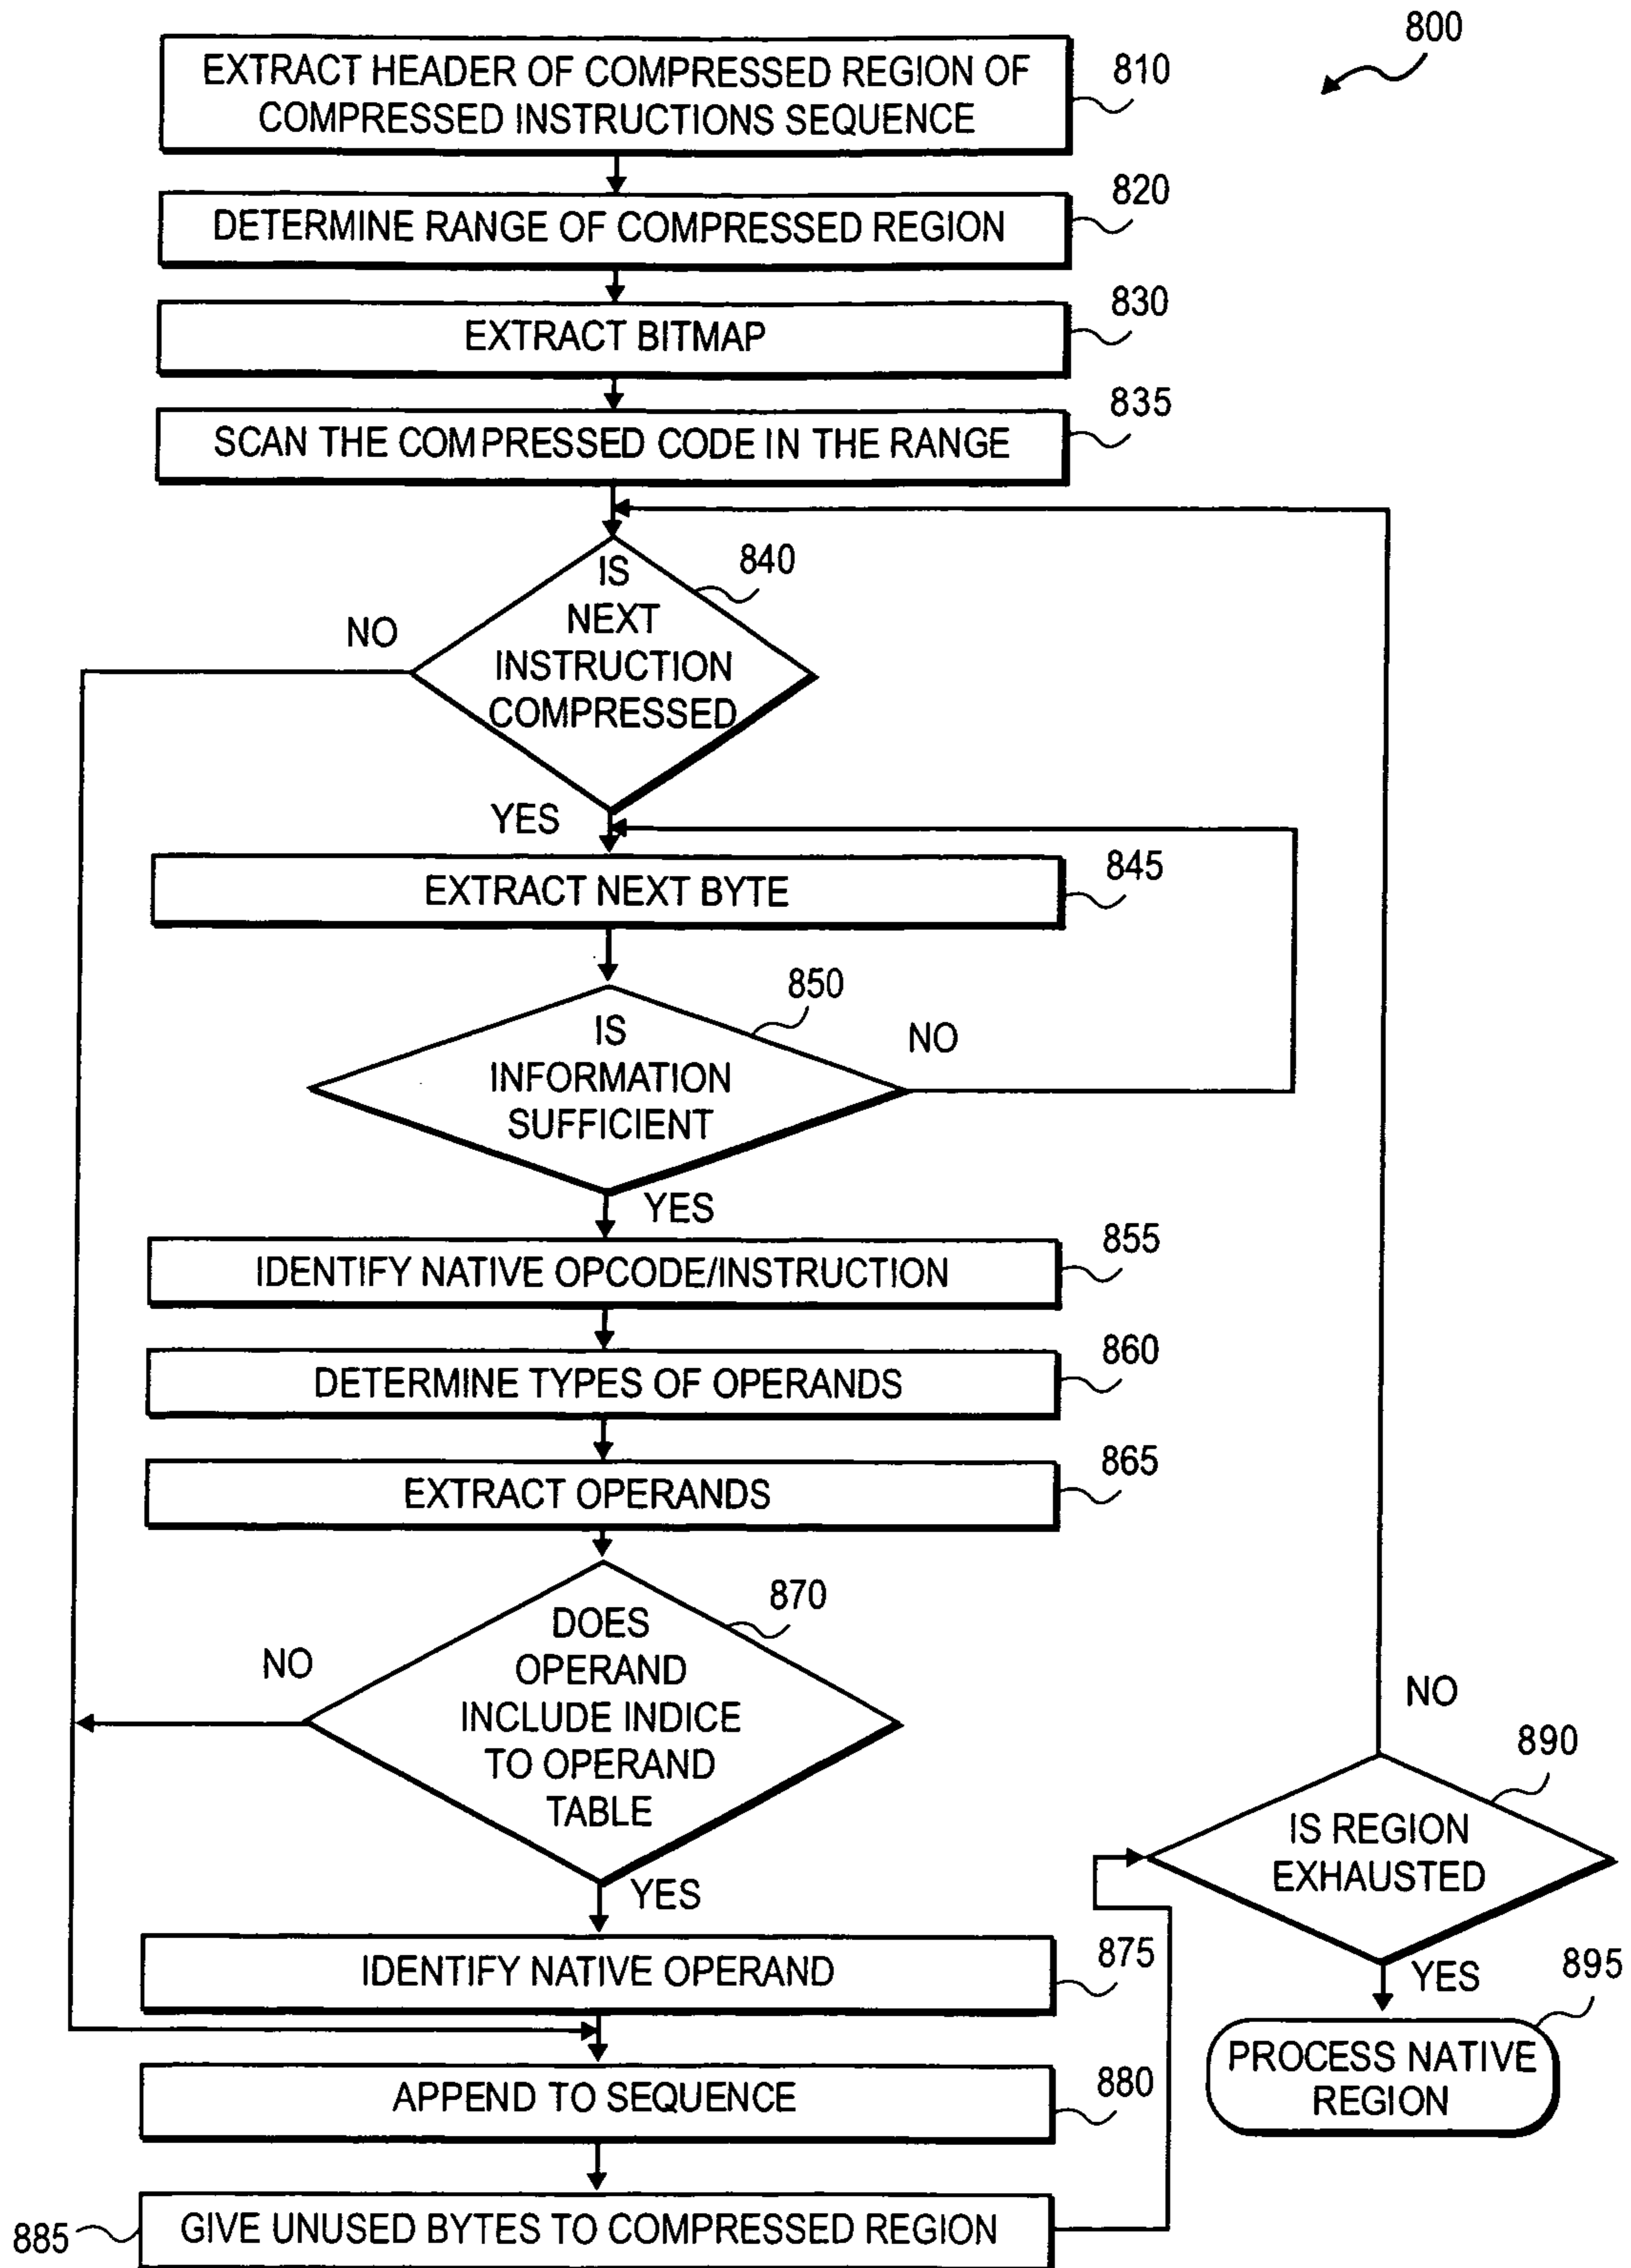 800
EXTRACT HEADER OF COMPRESSED REGION OF
COMPRESSED INSTRUCTIONS SEQUENCE
810
DETERMINE RANGE OF COMPRESSED REGION
820
EXTRACT BITMAP
830
SCAN THE COMPRESSED CODE IN THE RANGE
835
IS
NEXT
INSTRUCTION
COMPRESSED
840
NO
YES
EXTRACT NEXT BYTE
845
IS
INFORMATION
SUFFICIENT
850
NO
YES
IDENTIFY NATIVE OPCODE/INSTRUCTION
855
DETERMINE TYPES OF OPERANDS
860
EXTRACT OPERANDS
865
DOES
OPERAND
INCLUDE INDICE
TO OPERAND
TABLE
870
NO
YES
IDENTIFY NATIVE OPERAND
875
APPEND TO SEQUENCE
880
GIVE UNUSED BYTES TO COMPRESSED REGION
885
IS REGION
EXHAUSTED
890
NO
YES
PROCESS NATIVE
REGION
895